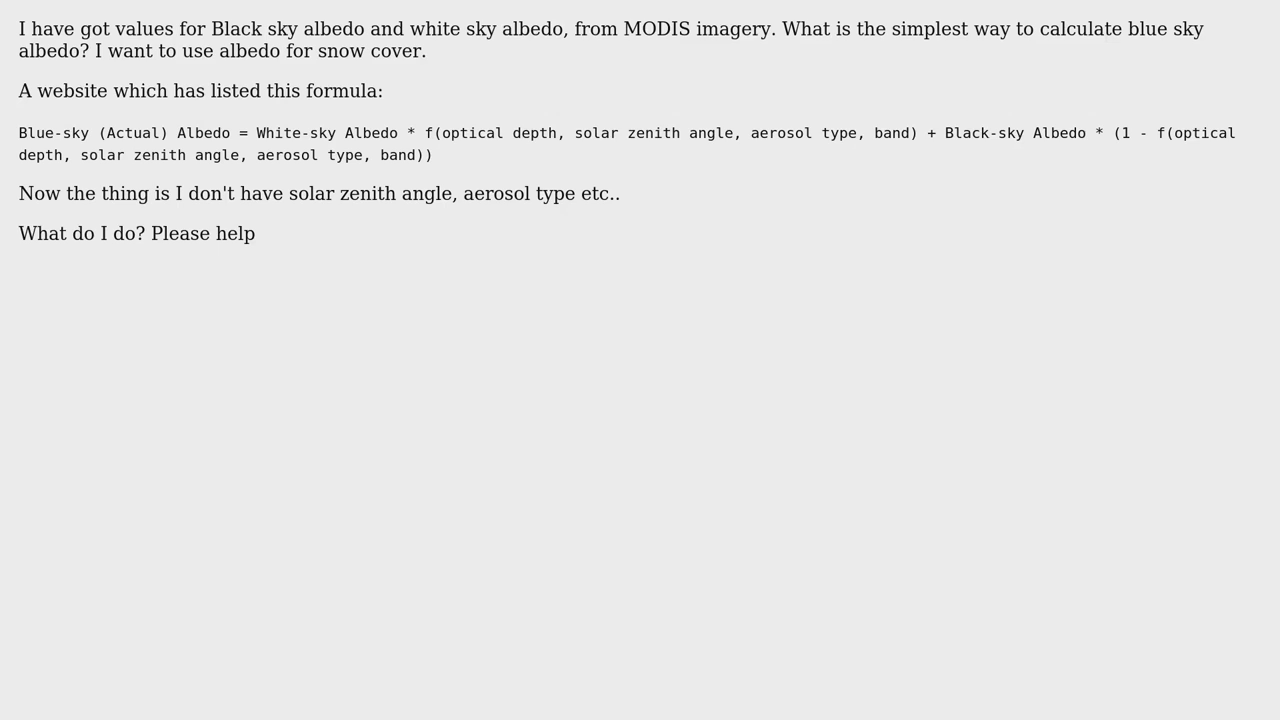 I have got values for Black sky albedo and white sky albedo, from MODIS imagery. What is the simplest way to calculate blue sky
albedo? I want to use albedo for snow cover.
A website which has listed this formula:
Blue-sky (Actual) Albedo = White-sky Albedo * f(optical depth, solar zenith angle, aerosol type, band) + Black-sky Albedo * (1 - f(optical
depth, solar zenith angle, aerosol type, band))
Now the thing is I don't have solar zenith angle, aerosol type etc..
What do I do? Please help